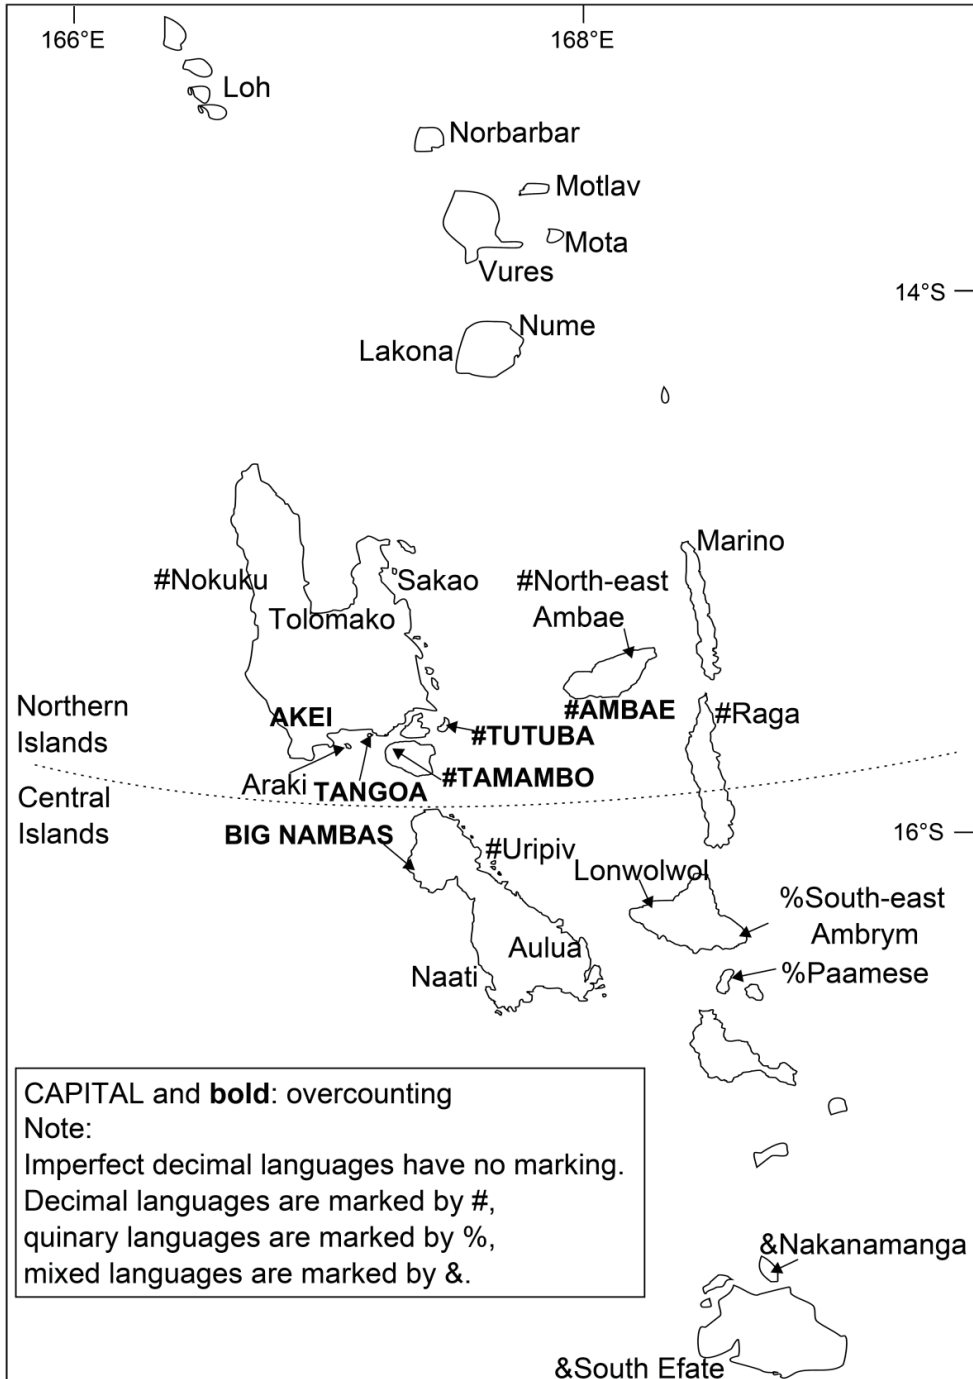 166°E
168°E
Loh
Norbarbar
Motlav
Mota
Vures
14°S
Nume
Lakona
Marino
#Nokuku
Sakao
#North-east
Ambae
Tolomako
Northern
Islands
AKEI
#AMBAE
#Raga
#TUTUBA
Araki
TANGOA
#TAMAMBO
Central
Islands
BIG NAMBAS
#Uripiv
16°S
Lonwolwol
%South-east
Ambrym
Aulua
Naati
%Paamese
CAPITAL and bold: overcounting
Note:
Imperfect decimal languages have no marking.
Decimal languages are marked by #,
quinary languages are marked by %,
mixed languages are marked by &.
&Nakanamanga
&South Efate